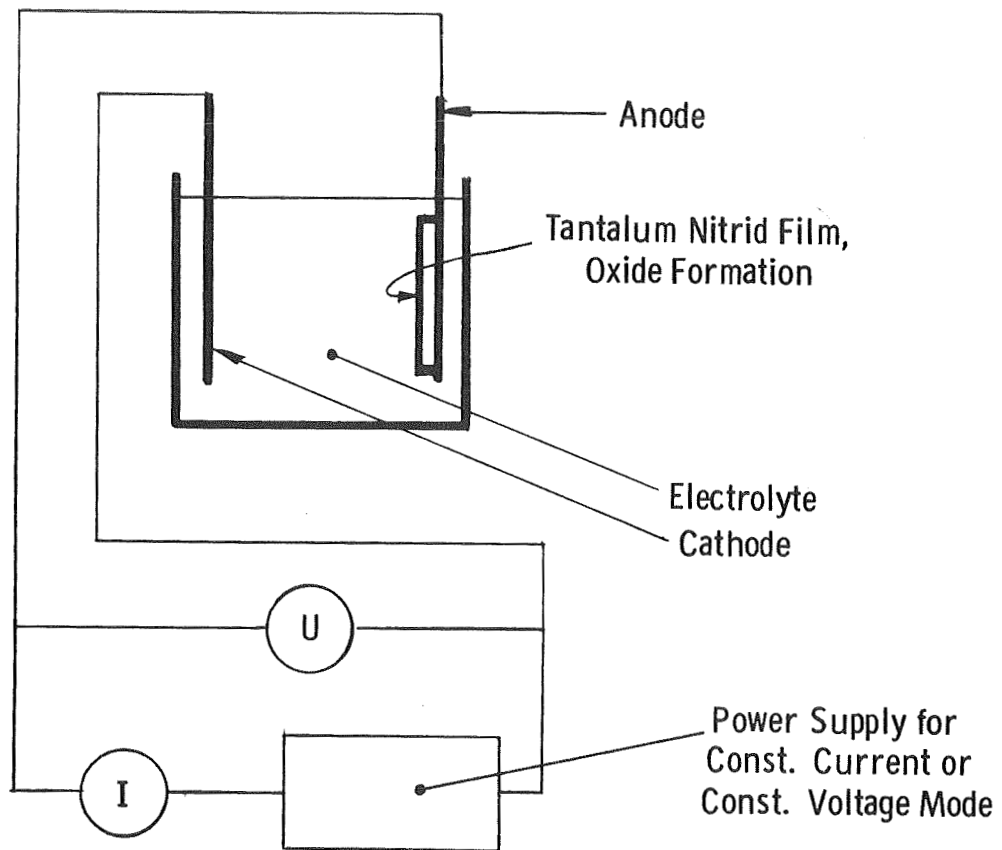 Anode
Tantalum Nitrid Film,
Oxide Formation
Electrolyte
Cathode
U
Power Supply for
Const. Current or
Const. Voltage Mode
I